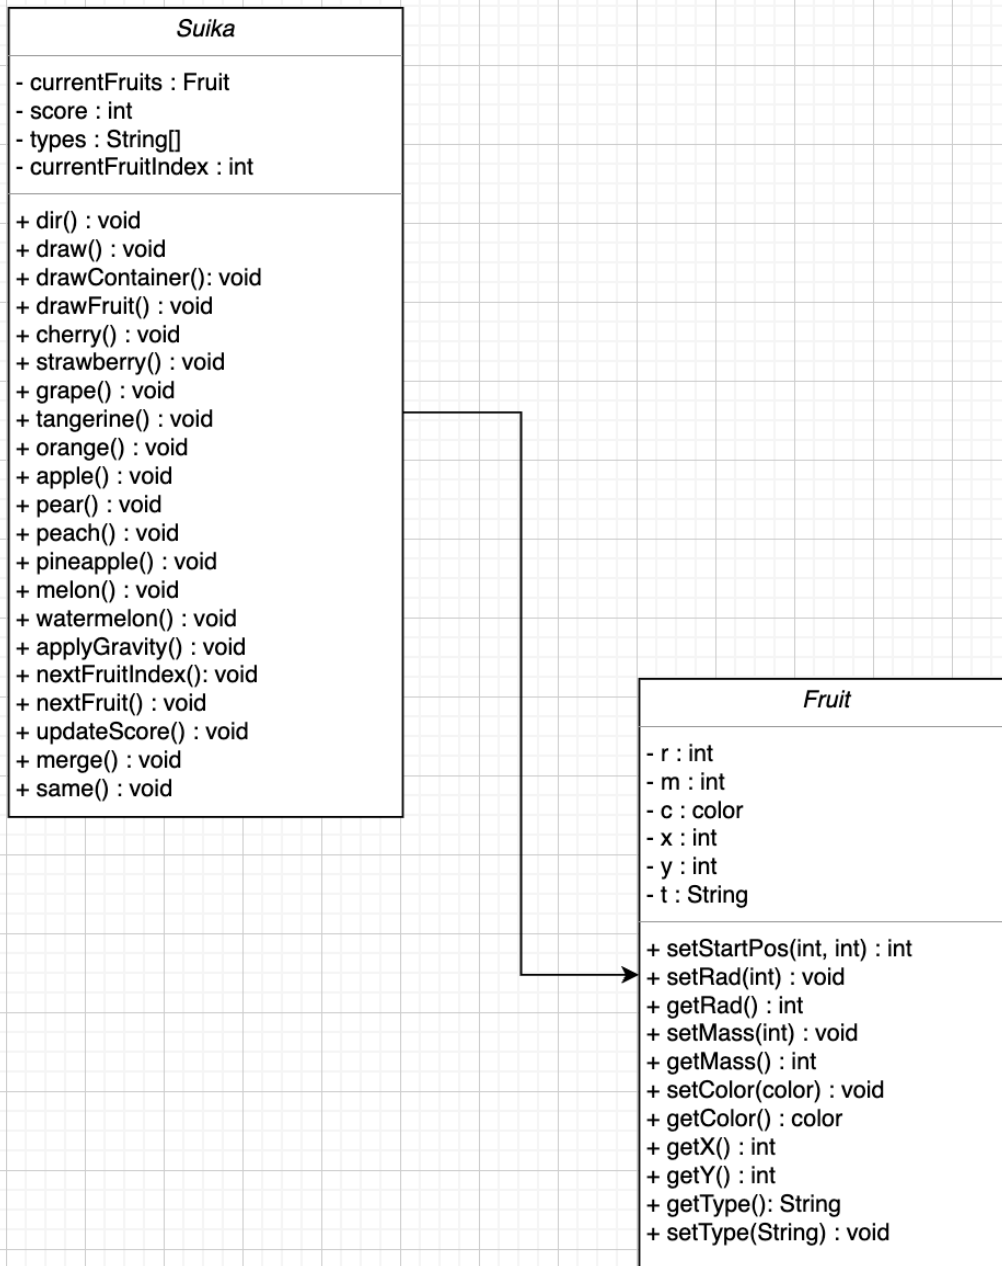 Suika
- currentFruits : Fruit
- score : int
- types : String[]
- currentFruitIndex : int
+ dir() : void
+ draw() : void
+ drawContainer(): void
+ drawFruit() : void
+ cherry() : void
+ strawberry() : void
+ grape() : void
+ tangerine() : void
+ orange() : void
+ apple() : void
+ pear() : void
+ peach() : void
+ pineapple() : void
+ melon() : void
+ watermelon() : void
+ applyGravity() : void
+ nextFruitIndex(): void
+ nextFruit() : void
+ updateScore() : void
+ merge() : void
+ same() : void
Fruit
- r : int
- m : int
- c : color
- x : int
- y : int
- t : String
+ setStartPos(int, int) : int
+ setRad(int) : void
+ getRad() : int
+ setMass(int) : void
+ getMass() : int
+ setColor(color) : void
+ getColor() : color
+ getX() : int
+ getY() : int
+ getType(): String
+ setType(String) : void